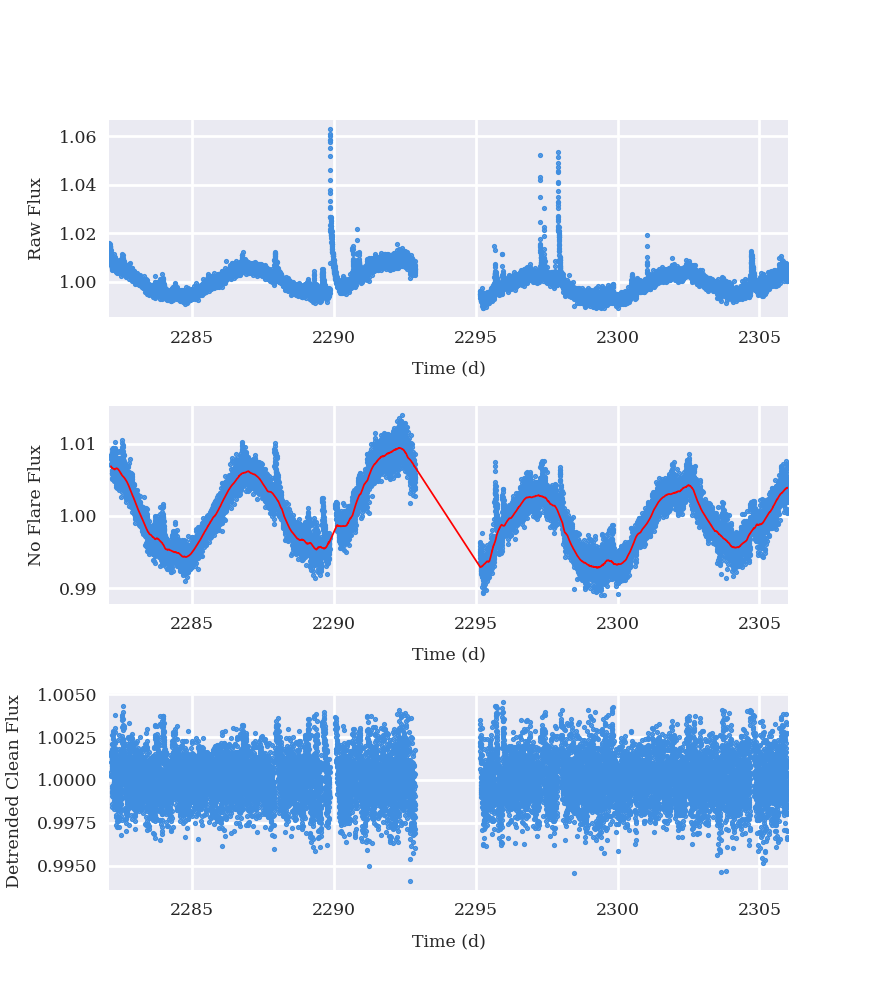 Raw Flux
1.06
1.04
1.02
1.00
2285 2290 2295 2300 2305
Time (d)
No Flare Flux
1.01
1.00
0.99
2285 2290 2295 2300 2305
Time (d)
Detrended Clean Flux
1.0050
1.0025
1.0000
0.9975
0.9950
2285 2290 2295 2300 2305
Time (d)